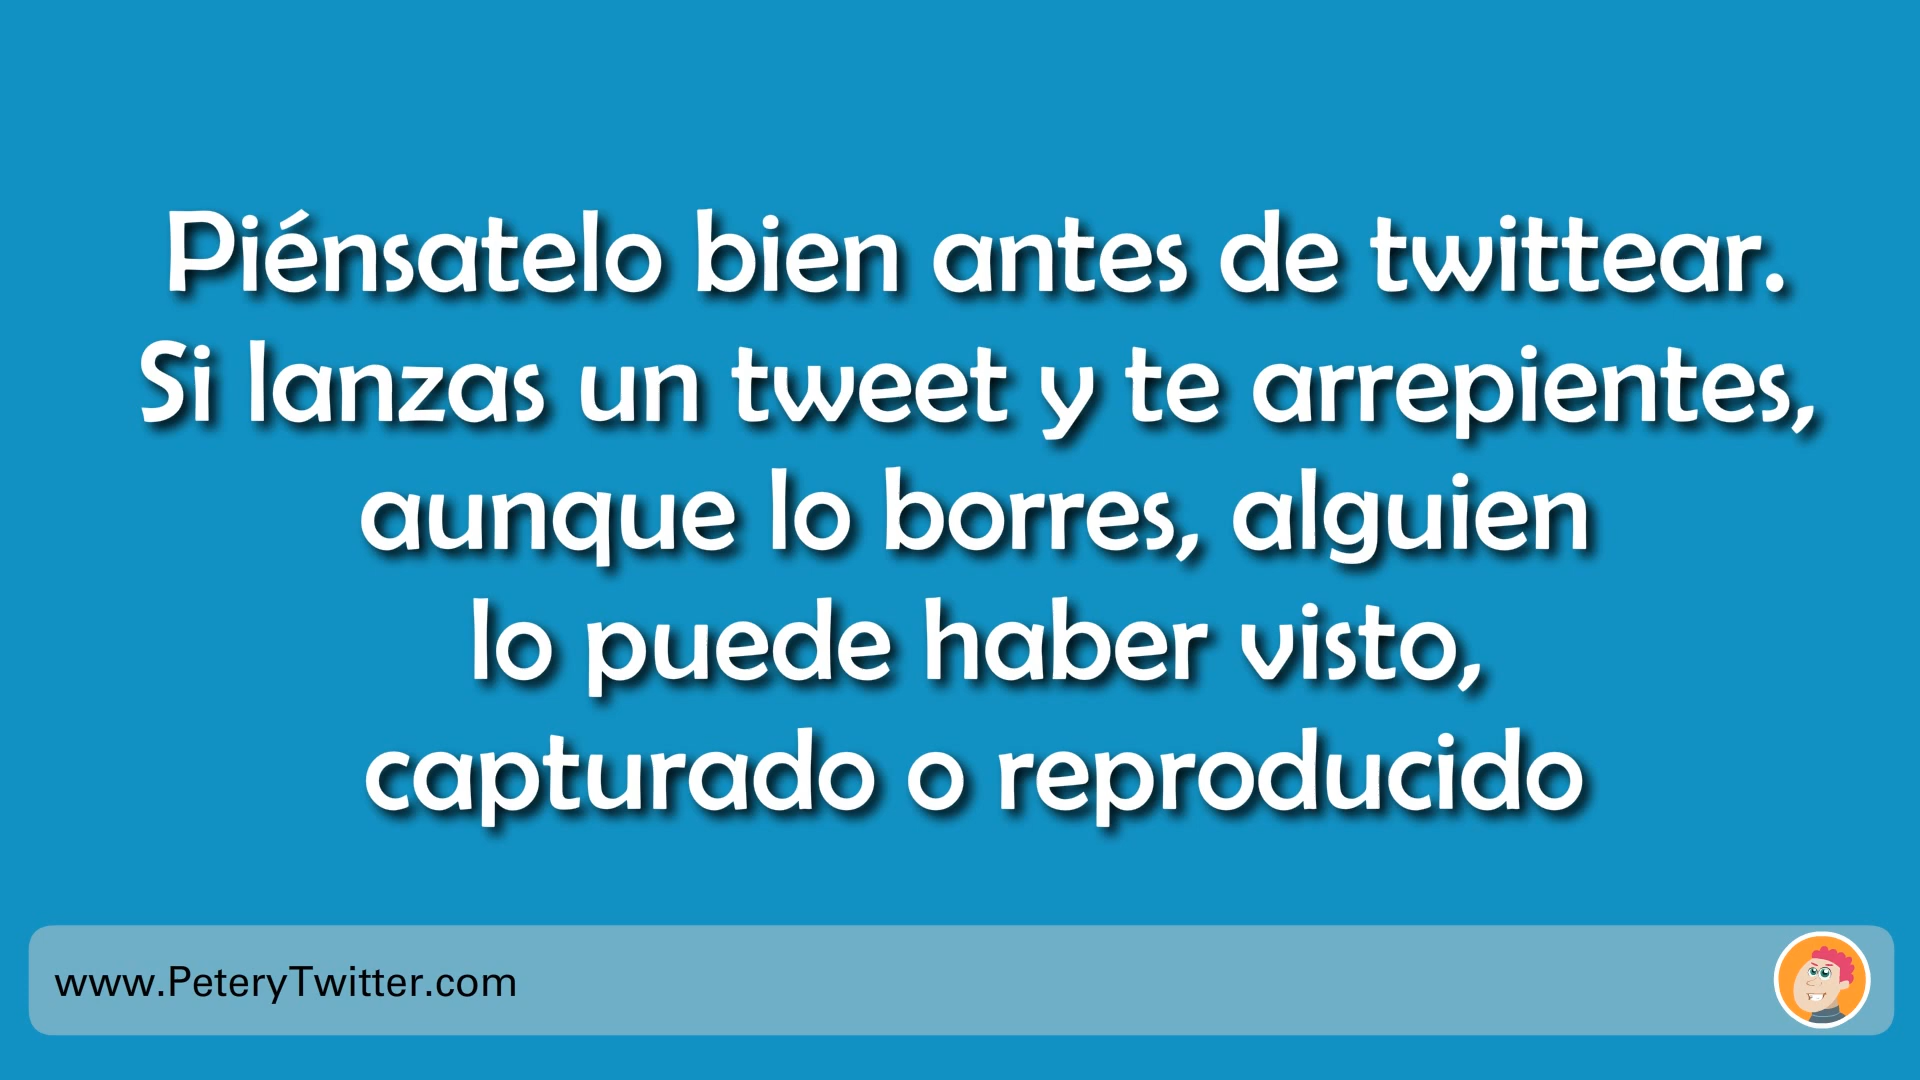 Piénsatelo bien antes de twittear.
Si lanzas un tweet y te arrepientes,
aunque lo borres, alguien
lo puede haber visto,
capturado o reproducido
www.PeteryTwitter.com